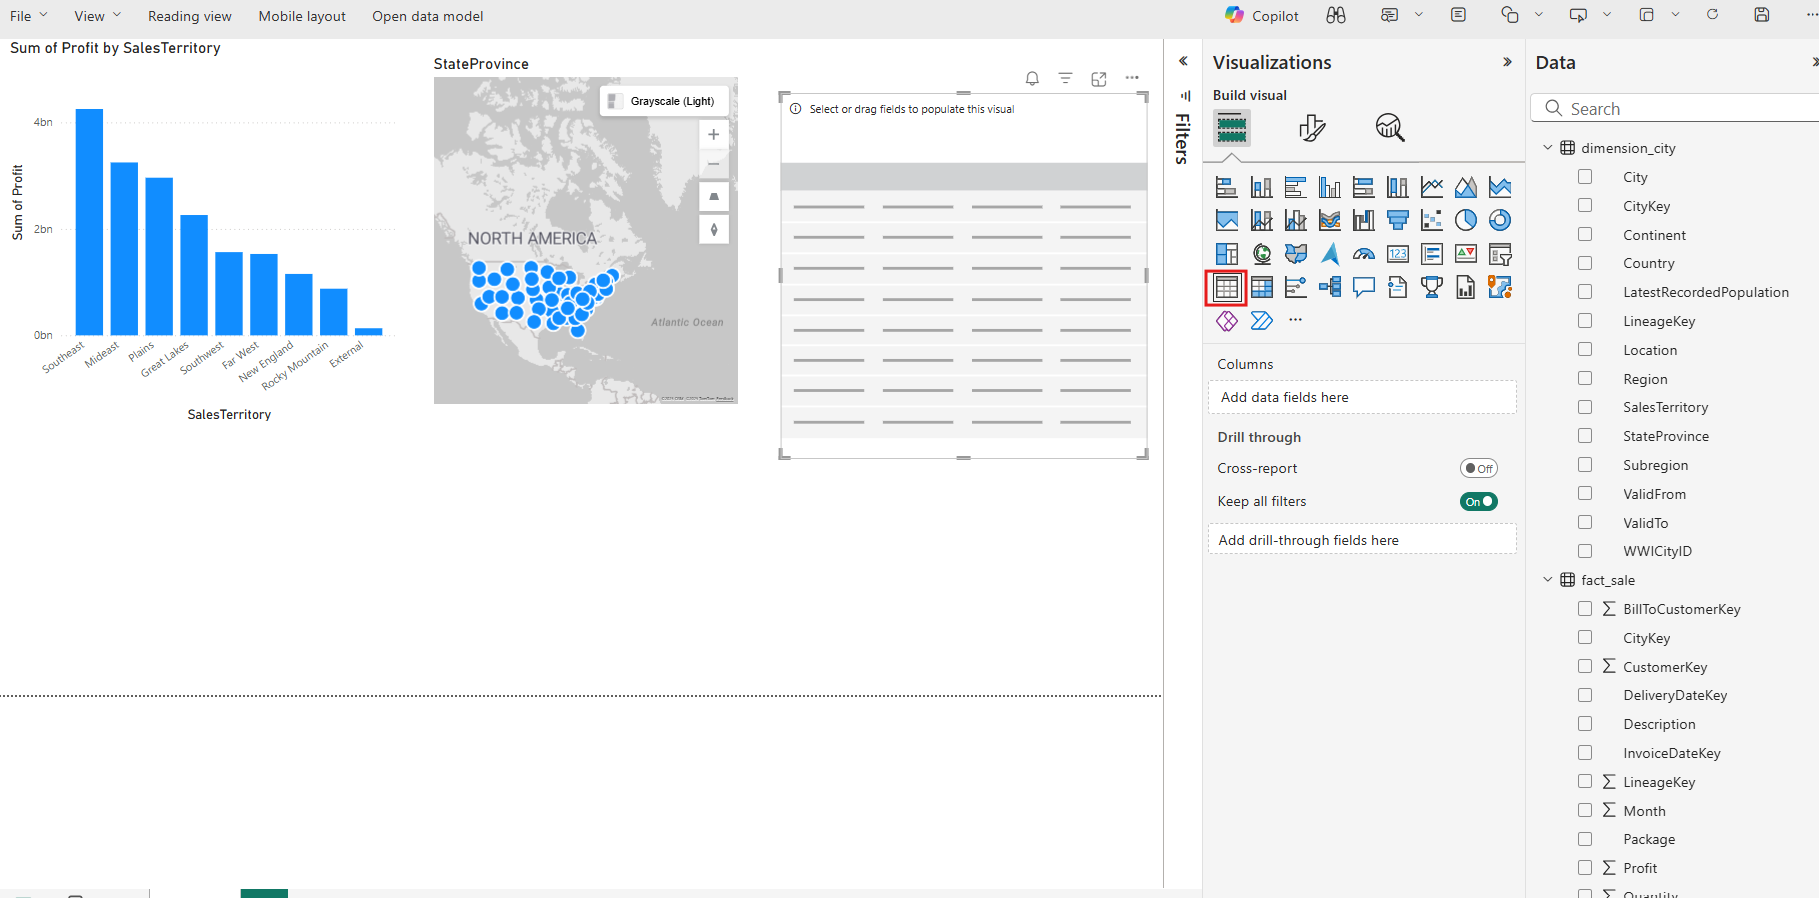 File
View
Reading view
Mobile layout
Open data model
Copilot
Sum of Profit by SalesTerritory
4bn
2bn
0bn
Sum of Profit
Southeast
Mideast
Plains
Great Lakes
Southwest
Far West
New England
Rocky Mountain
External
SalesTerritory
StateProvince
Grayscale (Light)
NORTH AMERICA
Atlantic Ocean
Select or drag fields to populate this visual
Filters
Visualizations
Build visual
123
Columns
Add data fields here
Drill through
Cross-report
Off
Keep all filters
On
Add drill-through fields here
Data
Search
dimension_city
City
CityKey
Continent
Country
LatestRecordedPopulation
LineageKey
Location
Region
SalesTerritory
StateProvince
Subregion
ValidFrom
ValidTo
WWICityID
fact_sale
BillToCustomerKey
CityKey
CustomerKey
DeliveryDateKey
Description
InvoiceDateKey
LineageKey
Month
Package
Profit
Quantity